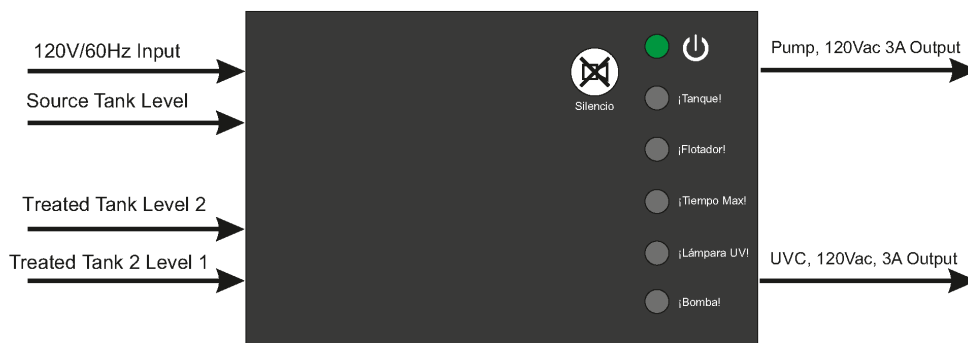 120V/60Hz Input
Source Tank Level
Treated Tank Level 2
Treated Tank 2 Level 1
Silencio
¡Tanque!
¡Flotador!
¡Tiempo Max!
¡Lámpara UV!
¡Bomba!
Pump, 120Vac 3A Output
UVC, 120Vac, 3A Output